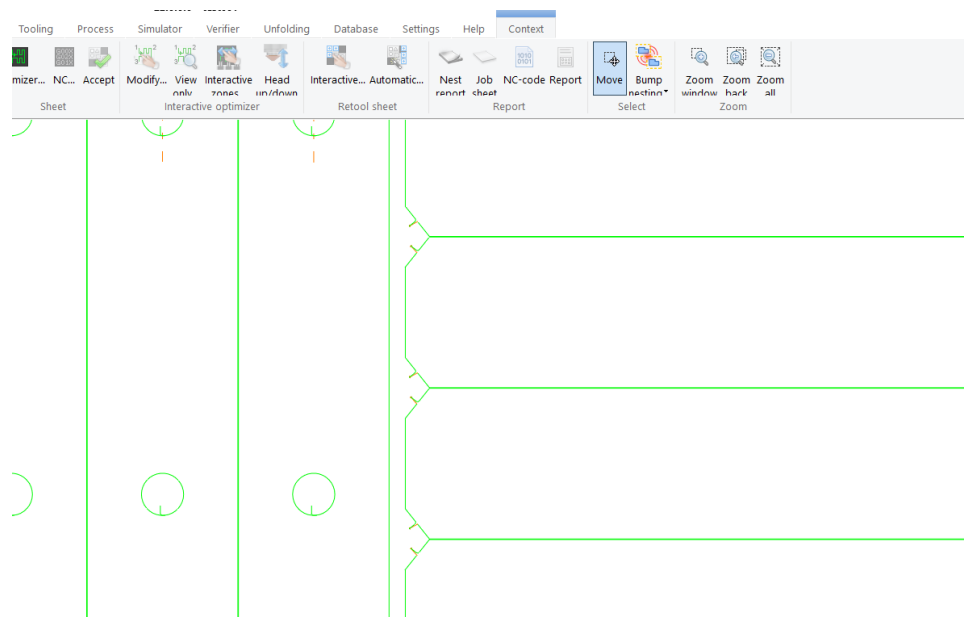 Tooling Process Simulator Verifier Unfolding Database Settings Help Context
mizer... NC... Accept Modify... View Interactive Head Interactive... Automatic... Nest Job NC-code Report Move Bump Zoom Zoom Zoom
only zones up/down report sheet nesting window back all
Sheet Interactive optimizer Retool sheet Report Select Zoom